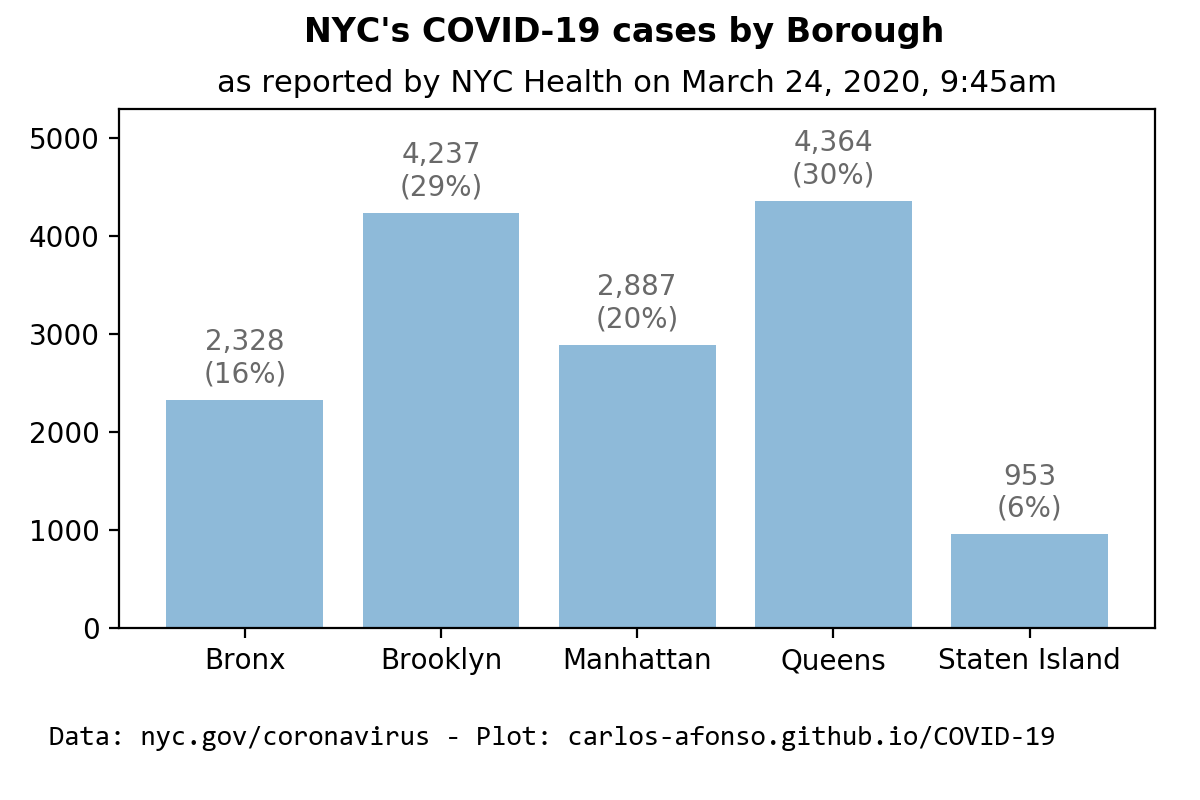 NYC's COVID-19 cases by Borough
as reported by NYC Health on March 24, 2020, 9:45am
5000
4000
3000
2000
1000
0
2,328
(16%)
4,237
(29%)
2,887
(20%)
4,364
(30%)
953
(6%)
Bronx
Brooklyn
Manhattan
Queens
Staten Island
Data: nyc.gov/coronavirus - Plot: carlos-afonso.github.io/COVID-19